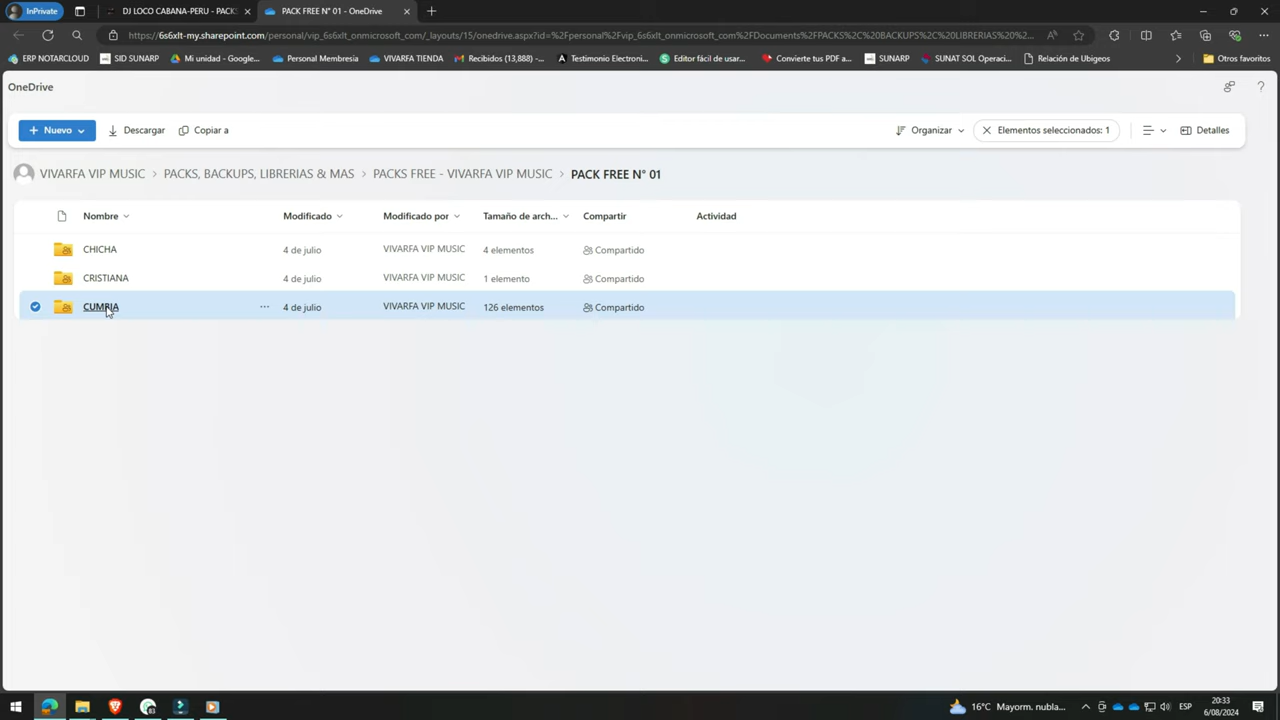 InPrivate
DJ LOCO CABANA-PERU - PACKS
PACK FREE N° 01 - OneDrive
https://6s6xlt-my.sharepoint.com/personal/vip_6s6xlt_onmicrosoft_com/_layouts/15/onedrive.aspx?id=%2Fpersonal%2Fvip_6s6xlt_onmicrosoft_com%2FDocuments%2FPACKS%2C%20BACKUPS%2C%20LIBRERIAS%20%...
ERP NOTARCLOUD
SID SUNARP
Mi unidad - Google...
Personal Membresia
VIVARFA TIENDA
Recibidos (13,888) -...
Testimonio Electroni...
Editor fácil de usar...
Convierte tus PDF a...
SUNARP
SUNAT SOL Operaci...
Relación de Ubigeos
Otros favoritos
OneDrive
Nuevo
Descargar
Copiar a
Organizar
Elementos seleccionados: 1
Detalles
VIVARFA VIP MUSIC > PACKS, BACKUPS, LIBRERIAS & MAS > PACKS FREE - VIVARFA VIP MUSIC > PACK FREE N° 01
Nombre Modificado Modificado por Tamaño de arch... Compartir Actividad
CHICHA 4 de julio VIVARFA VIP MUSIC 4 elementos Compartido
CRISTIANA 4 de julio VIVARFA VIP MUSIC 1 elemento Compartido
CUMBIA ... 4 de julio VIVARFA VIP MUSIC 126 elementos Compartido
16°C Mayorm. nubla...
ESP
20:33
6/08/2024